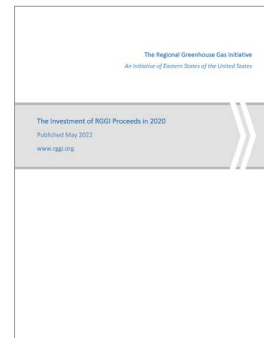 The Regional Greenhouse Gas Initiative
An Initiative of Eastern States of the United States
The Investment of RGGI Proceeds in 2020
Published May 2022
www.rggi.org